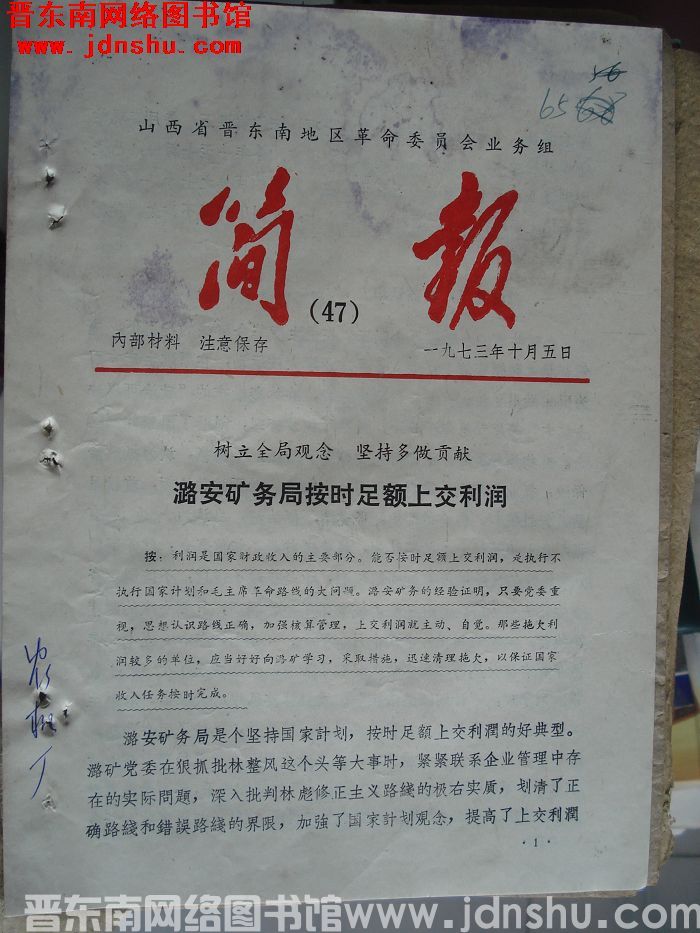 晋东南网络图书馆
www.jdnshu.com
65
山西省晋东南地区革命委员会业务组
简报
(47)
內部材料 注意保存
一九七三年十月五日
树立全局观念 坚持多做贡献
潞安矿务局按时足额上交利润
按：利润是国家财政收入的主要部分。能否按时足额上交利润，是执行不
执行国家计划和毛主席革命路线的大问题。潞安矿务的经验证明，只要党委重
视，思想认识路线正确，加强核算管理，上交利润就主动、自觉。那些拖欠利
润较多的单位，应当好好向潞矿学习，采取措施，迅速清理拖欠，以保证国家
收入任务按时完成。
潞安矿务局是个坚持国家計划，按时足额上交利潤的好典型。
潞矿党委在狠抓批林整风这个头等大事时，紧紧联系企业管理中存
在的实际問題，深入批判林彪修正主义路綫的极右实质，划清了正
确路綫和錯誤路綫的界限，加強了国家計划观念，提高了上交利潤
·1·
晋东南网络图书馆www.jdnshu.com